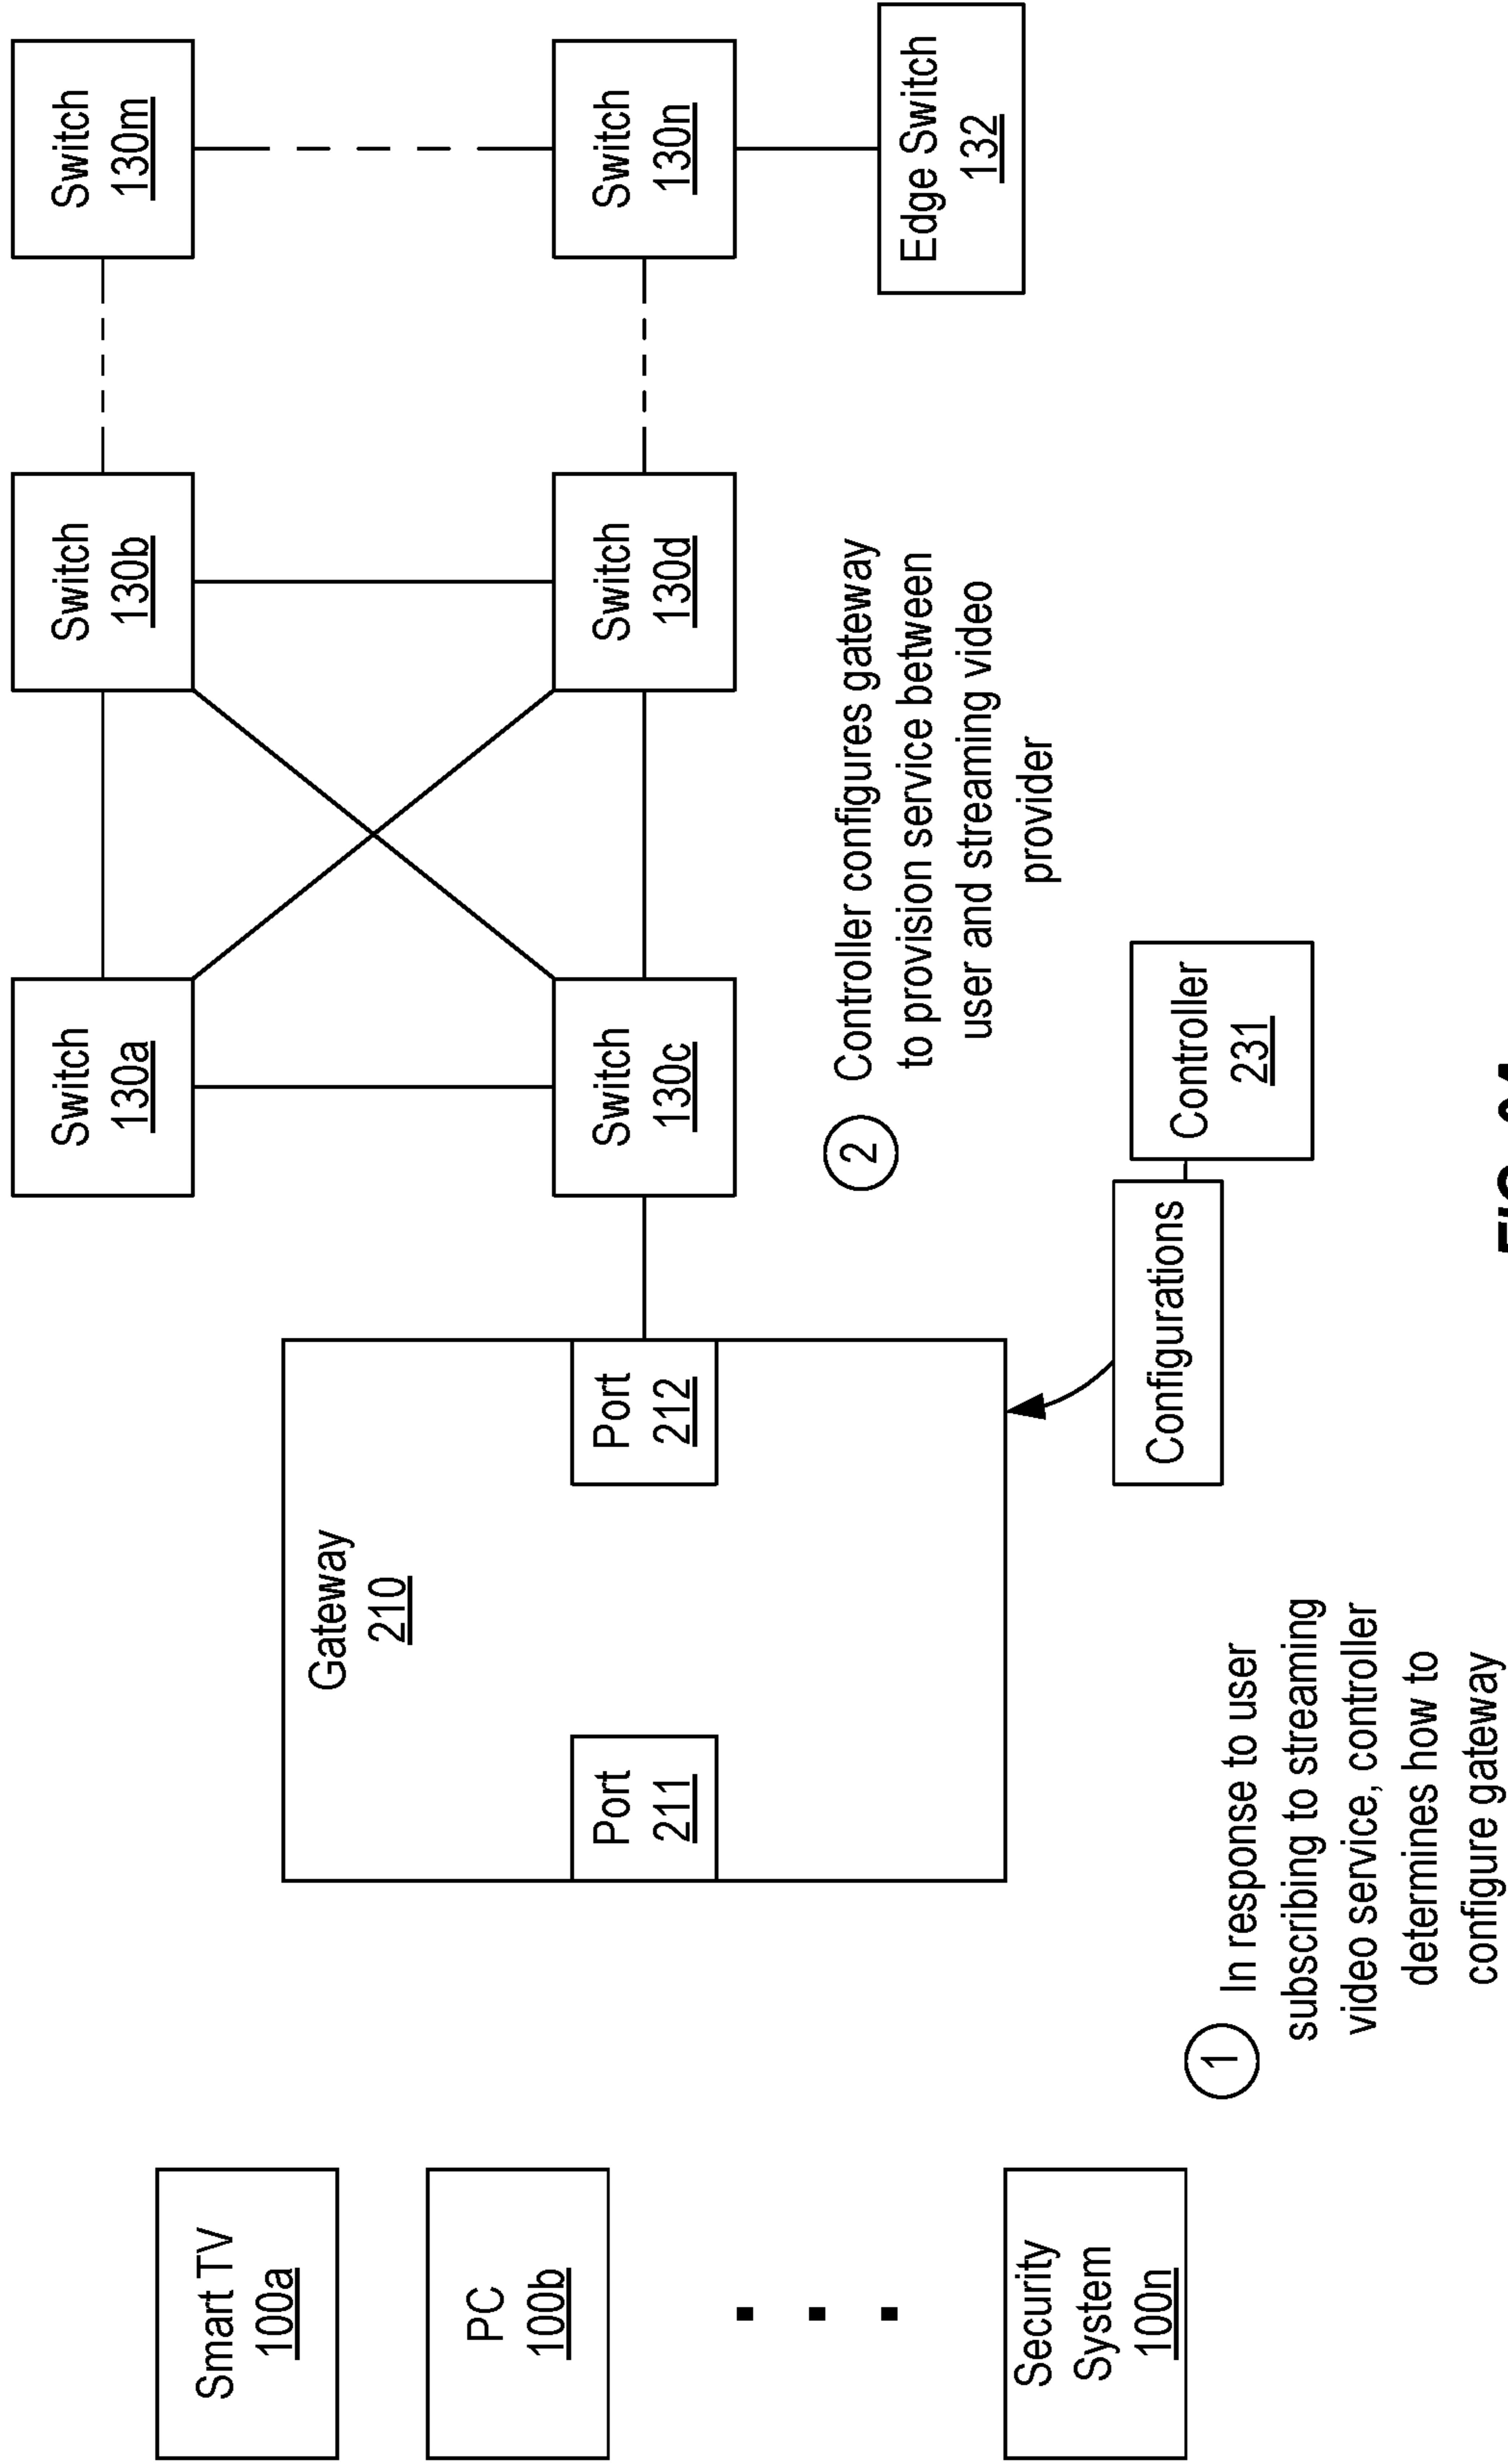 Smart TV
100a
PC
100b
Security
System
100n
Gateway
210
Port
211
Port
212
Switch
130a
Switch
130b
Switch
130m
Switch
130c
Switch
130d
Switch
130n
Edge Switch
132
1
In response to user
subscribing to streaming
video service, controller
determines how to
configure gateway
2
Controller configures gateway
to provision service between
user and streaming video
provider
Configurations
Controller
231